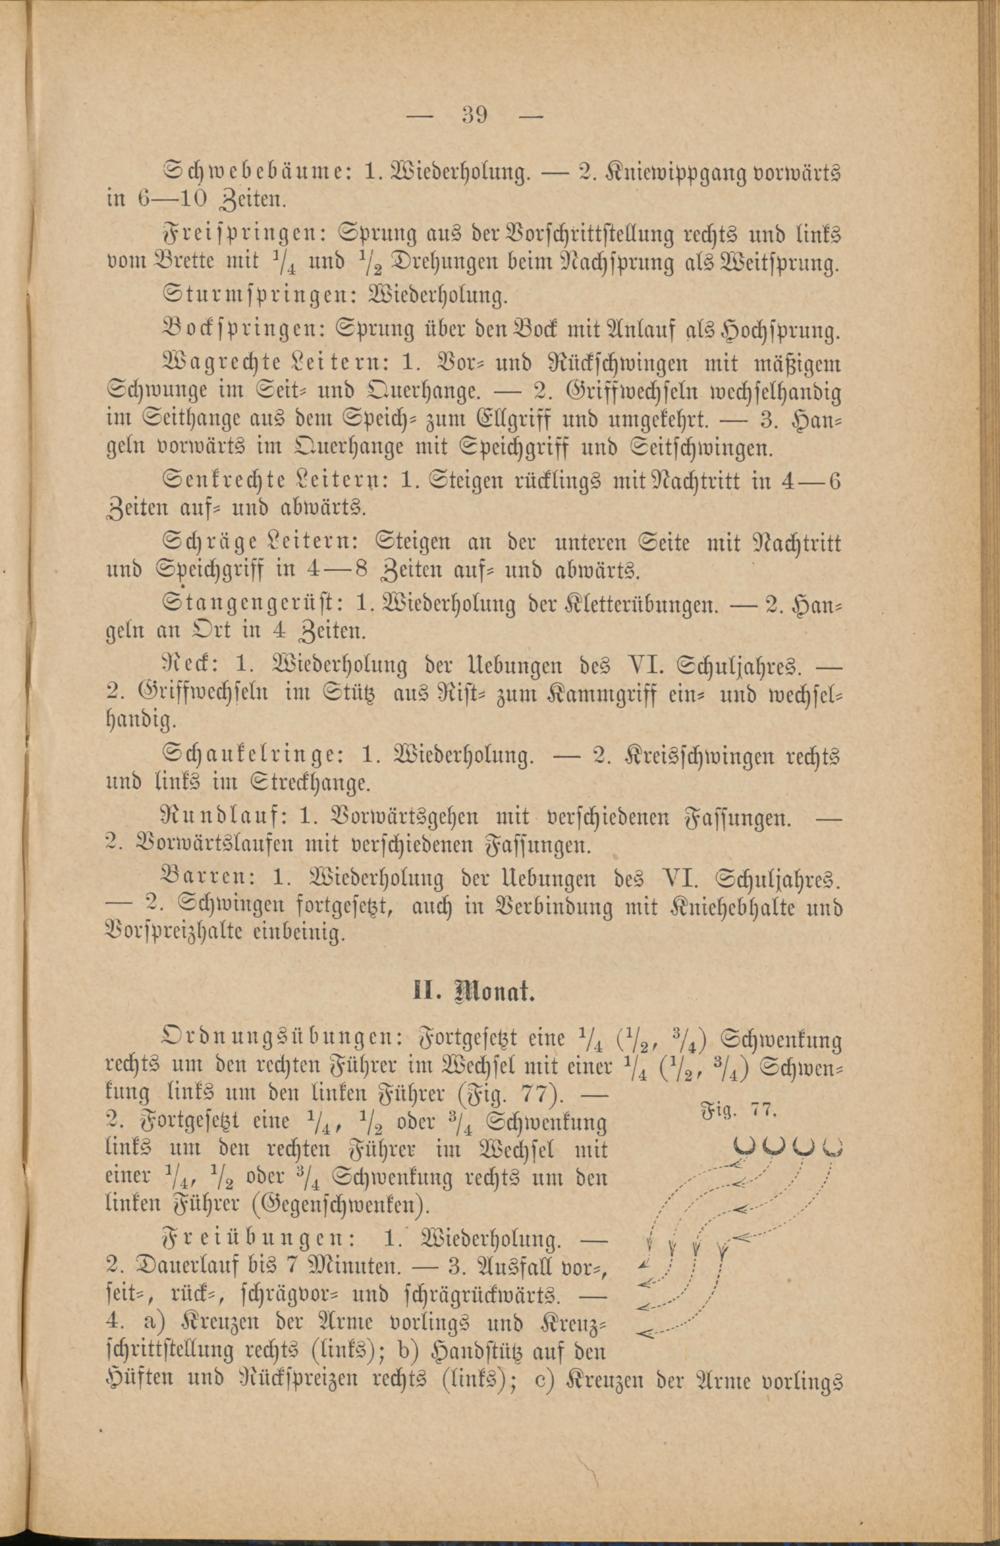 — 39 —
Schwebebäume: 1. Wiederholung. — 2. Kniewippgang vorwärts
in 6—10 Zeiten.
Freispringen: Sprung aus der Vorschrittstellung rechts und links
vom Brette mit 1/4 und 1/2 Drehungen beim Nachsprung als Weitsprung.
Sturmspringen: Wiederholung.
Bockspringen: Sprung über den Bock mit Anlauf als Hochsprung.
Wagrechte Leitern: 1. Vor- und Rückschwingen mit mäßigem
Schwunge im Seit- und Querhange. — 2. Griffwechseln wechselhandig
im Seithange aus dem Speich- zum Ellgriff und umgekehrt. — 3. Han-
geln vorwärts im Querhange mit Speichgriff und Seitschwingen.
Senkrechte Leitern: 1. Steigen rücklings mit Nachtritt in 4—6
Zeiten auf- und abwärts.
Schräge Leitern: Steigen an der unteren Seite mit Nachtritt
und Speichgriff in 4—8 Zeiten auf- und abwärts.
Stangengerüst: 1. Wiederholung der Kletterübungen. — 2. Han-
geln an Ort in 4 Zeiten.
Reck: 1. Wiederholung der Uebungen des VI. Schuljahres. —
2. Griffwechseln im Stütz aus Rist- zum Kammgriff ein- und wechsel-
handig.
Schaukelringe: 1. Wiederholung. — 2. Kreisschwingen rechts
und links im Streckhange.
Rundlauf: 1. Vorwärtsgehen mit verschiedenen Fassungen. —
2. Vorwärtslaufen mit verschiedenen Fassungen.
Barren: 1. Wiederholung der Uebungen des VI. Schuljahres.
— 2. Schwingen fortgesetzt, auch in Verbindung mit Kniehebhalte und
Vorspreizhalte einbeinig.
II. Monat.
Ordnungsübungen: Fortgesetzt eine 1/4 (1/2, 3/4) Schwenkung
rechts um den rechten Führer im Wechsel mit einer 1/4 (1/2, 3/4) Schwen-
kung links um den linken Führer (Fig. 77). —
2. Fortgesetzt eine 1/4, 1/2 oder 3/4 Schwenkung
links um den rechten Führer im Wechsel mit
einer 1/4, 1/2 oder 3/4 Schwenkung rechts um den
linken Führer (Gegenschwenken).
Fig. 77.
Freiübungen: 1. Wiederholung. —
2. Dauerlauf bis 7 Minuten. — 3. Ausfall vor-,
seit-, rück-, schrägvor- und schrägrückwärts. —
4. a) Kreuzen der Arme vorlings und Kreuz-
schrittstellung rechts (links); b) Handstütz auf den
Hüften und Rückspreizen rechts (links); c) Kreuzen der Arme vorlings